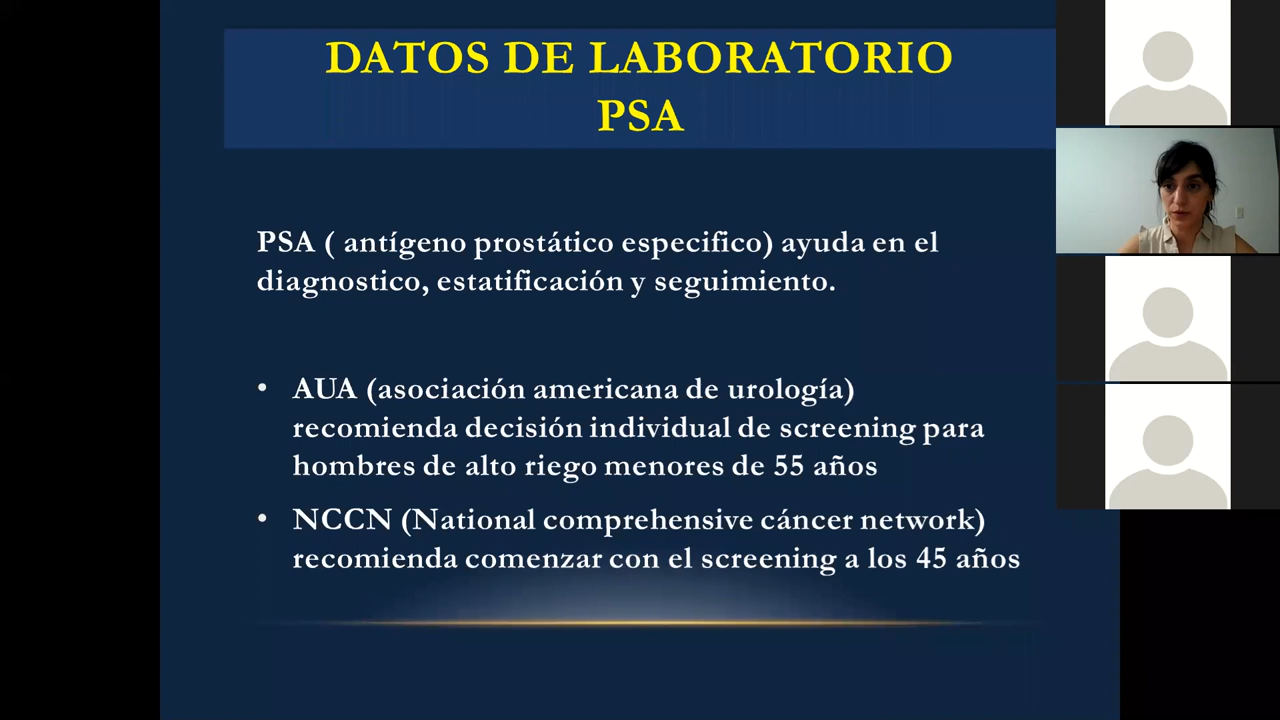 DATOS DE LABORATORIO
PSA
PSA ( antígeno prostático especifico) ayuda en el
diagnostico, estatificación y seguimiento.
• AUA (asociación americana de urología)
recomienda decisión individual de screening para
hombres de alto riego menores de 55 años
• NCCN (National comprehensive cáncer network)
recomienda comenzar con el screening a los 45 años